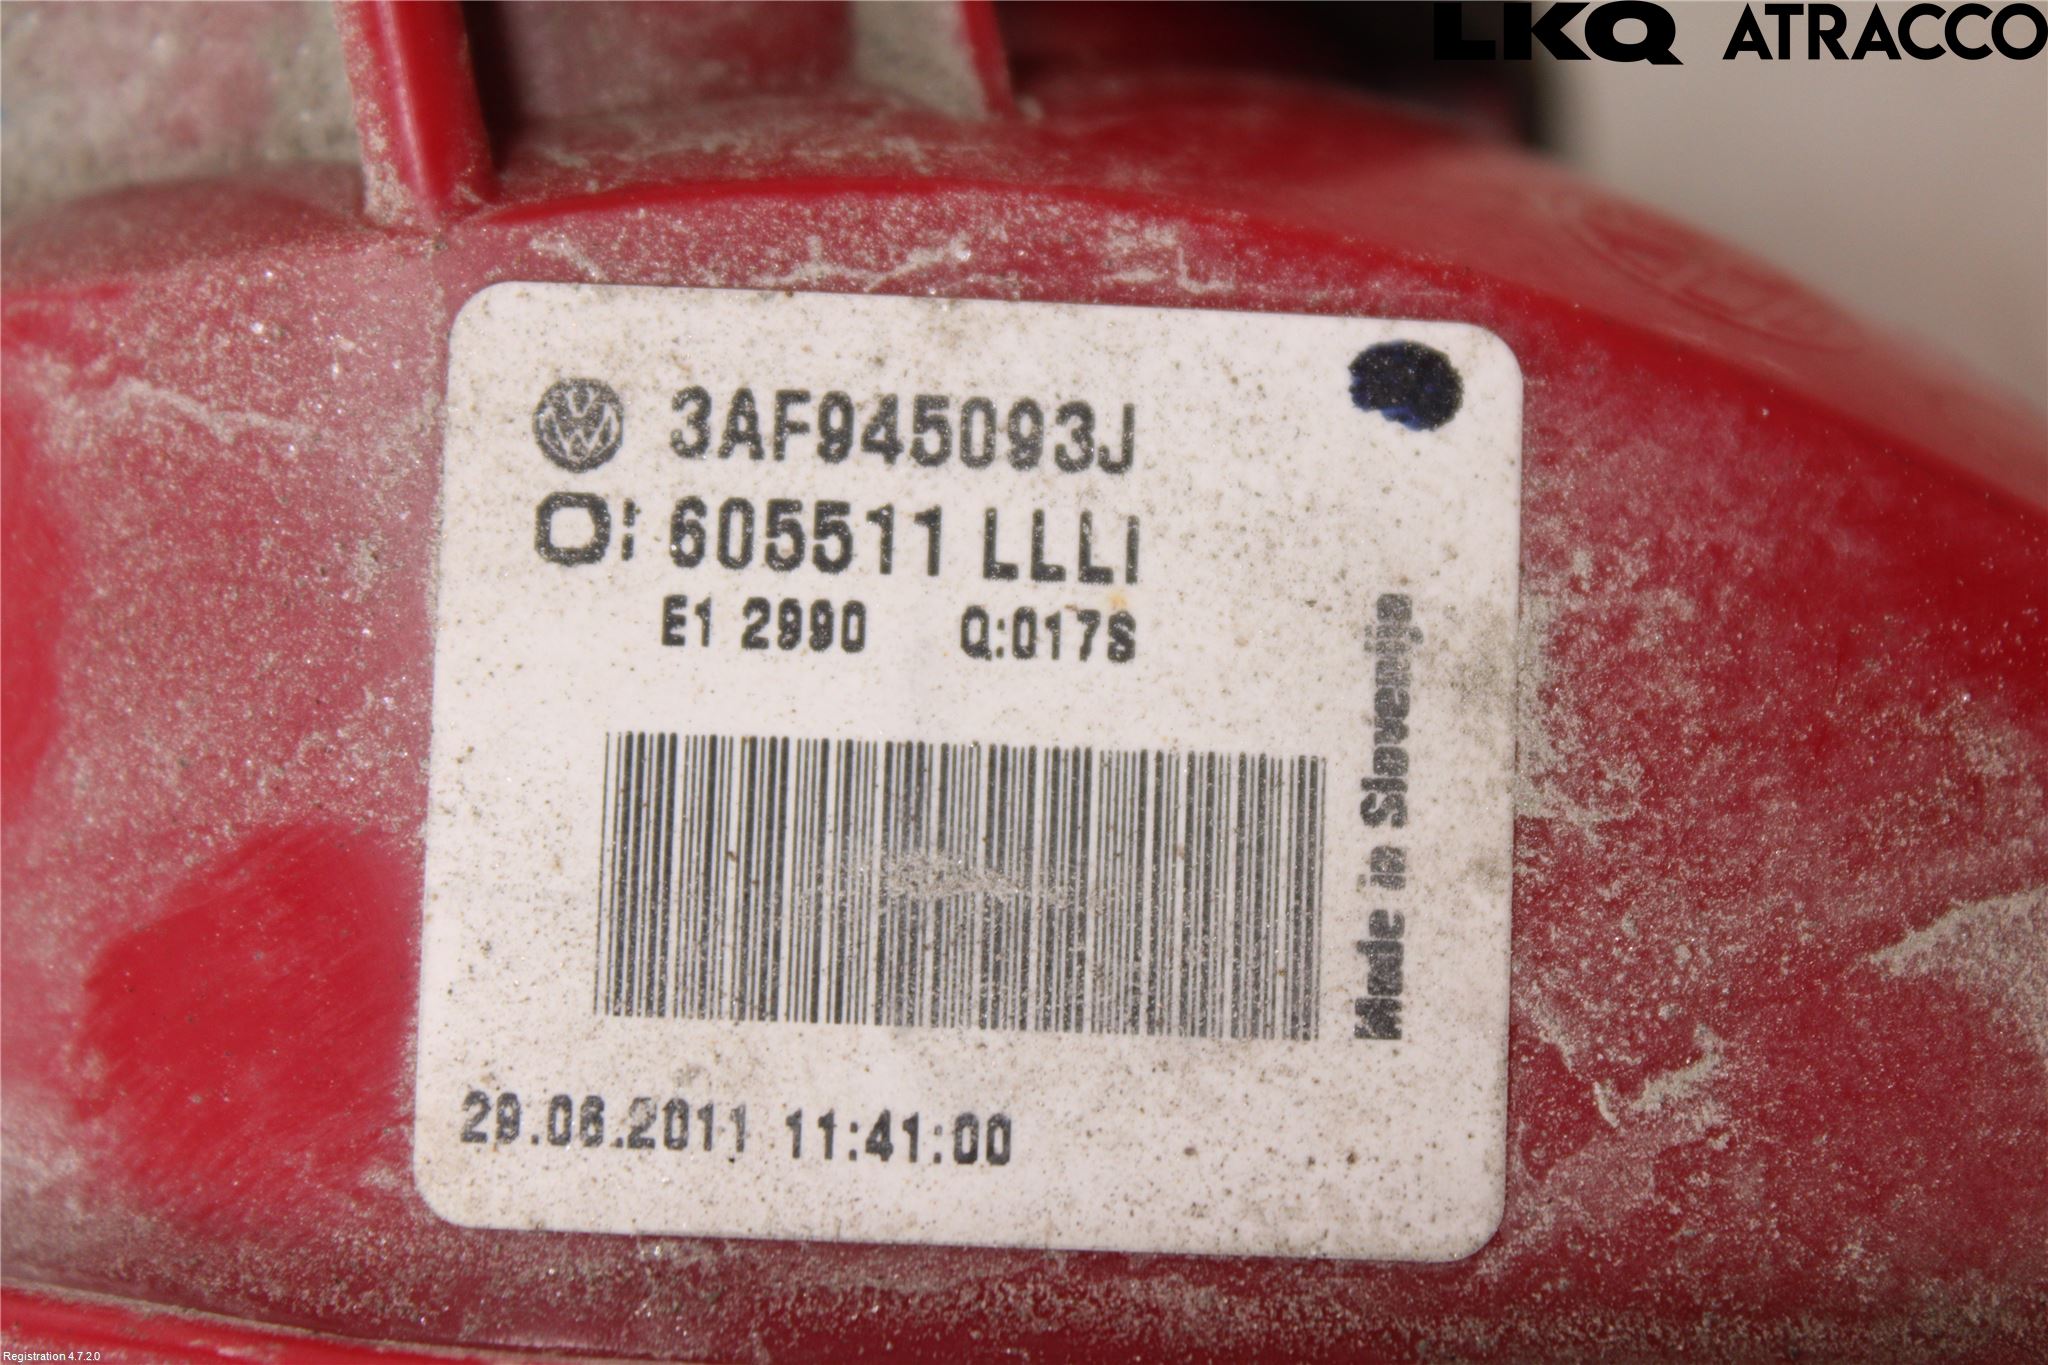 LKQ ATRACCO
3AF945093J
605511 LLLI
E1 2990 Q:017S
Made in Slovenija
29.06.2011 11:41:00
Registration 4.7.2.0